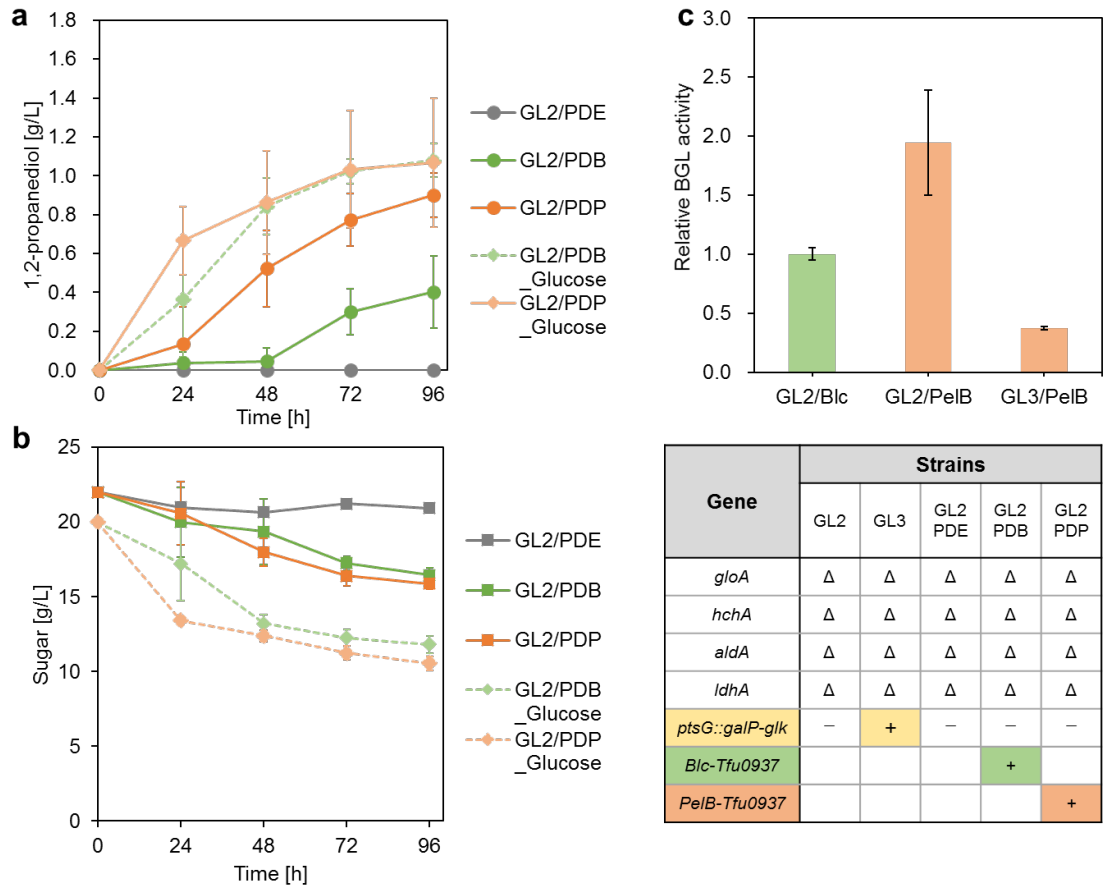 a
1,2-propanediol [g/L]
2.0
1.8
1.6
1.4
1.2
1.0
0.8
0.6
0.4
0.2
0.0
0 24 48 72 96
Time [h]
GL2/PDE
GL2/PDB
GL2/PDP
GL2/PDB
_Glucose
GL2/PDP
_Glucose
b
Sugar [g/L]
25
20
15
10
5
0
0 24 48 72 96
Time [h]
GL2/PDE
GL2/PDB
GL2/PDP
GL2/PDB
_Glucose
GL2/PDP
_Glucose
c
Relative BGL activity
3.0
2.5
2.0
1.5
1.0
0.5
0.0
GL2/Blc GL2/PelB GL3/PelB
Gene Strains
GL2 GL3 GL2 PDE GL2 PDB GL2 PDP
gloA Δ Δ Δ Δ Δ
hchA Δ Δ Δ Δ Δ
aldA Δ Δ Δ Δ Δ
ldhA Δ Δ Δ Δ Δ
ptsG::galP-glk − + − − −
Blc-Tfu0937 +
PelB-Tfu0937 +